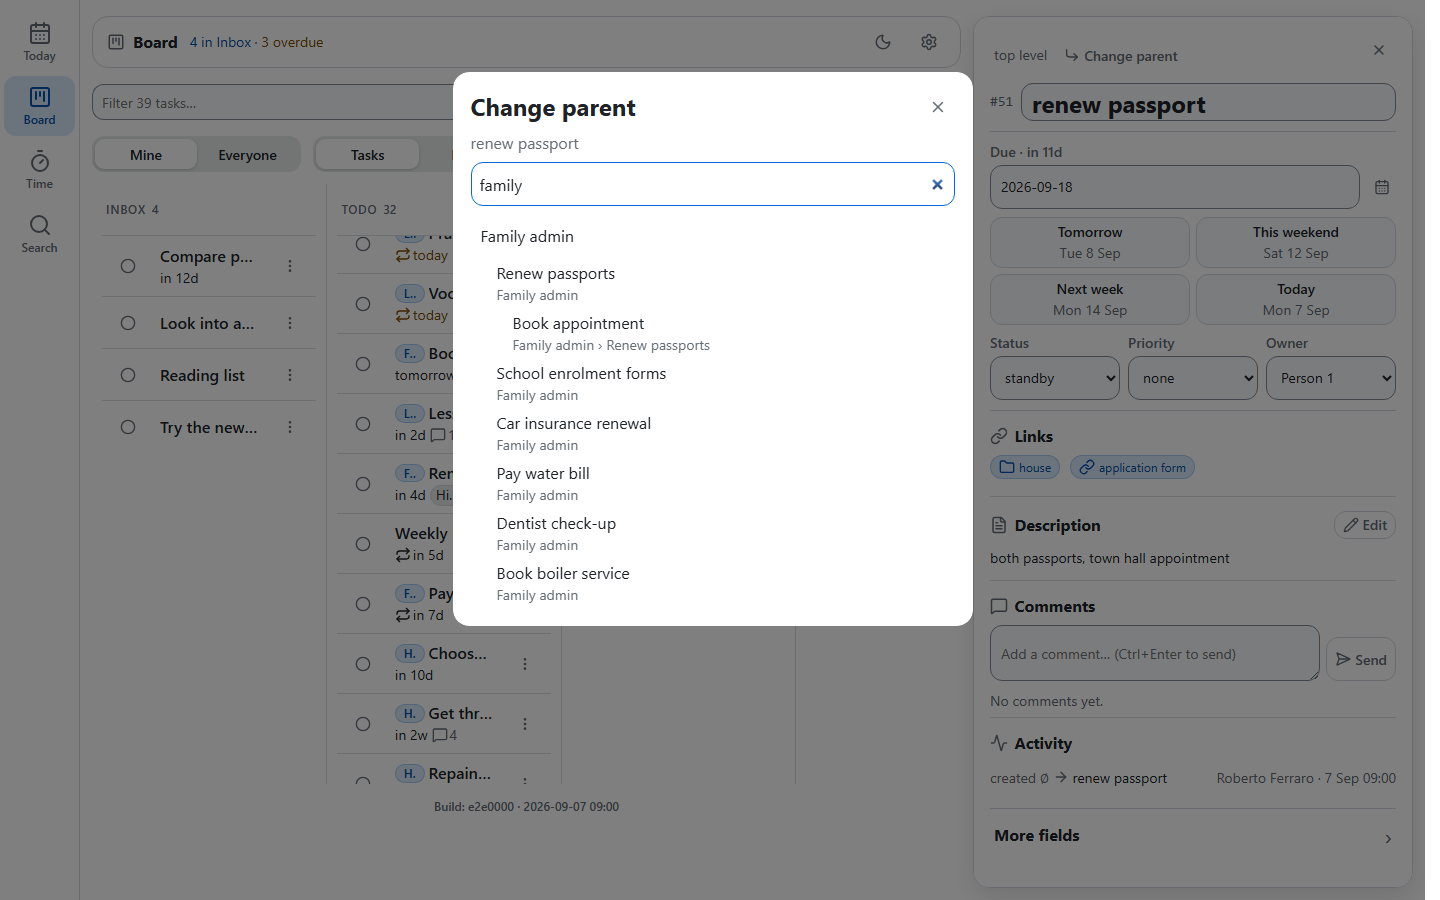 Today
Board
Time
Search
Board 4 in Inbox · 3 overdue
Filter 39 tasks...
Mine
Everyone
Tasks
INBOX 4
Compare p...
in 12d
Look into a...
Reading list
Try the new...
TODO 32
today
L.. Voc
today
F.. Boo
tomorrow
L.. Les
in 2d 1
F.. Ren
in 4d Hi.
Weekly
in 5d
F.. Pay
in 7d
H. Choos...
in 10d
H. Get thr...
in 2w 4
H. Repain...
Build: e2e0000 · 2026-09-07 09:00
Change parent
renew passport
family
Family admin
Renew passports
Family admin
Book appointment
Family admin › Renew passports
School enrolment forms
Family admin
Car insurance renewal
Family admin
Pay water bill
Family admin
Dentist check-up
Family admin
Book boiler service
Family admin
top level Change parent
#51 renew passport
Due · in 11d
2026-09-18
Tomorrow
Tue 8 Sep
This weekend
Sat 12 Sep
Next week
Mon 14 Sep
Today
Mon 7 Sep
Status
standby
Priority
none
Owner
Person 1
Links
house
application form
Description
Edit
both passports, town hall appointment
Comments
Add a comment... (Ctrl+Enter to send)
Send
No comments yet.
Activity
created ∅ → renew passport Roberto Ferraro · 7 Sep 09:00
More fields